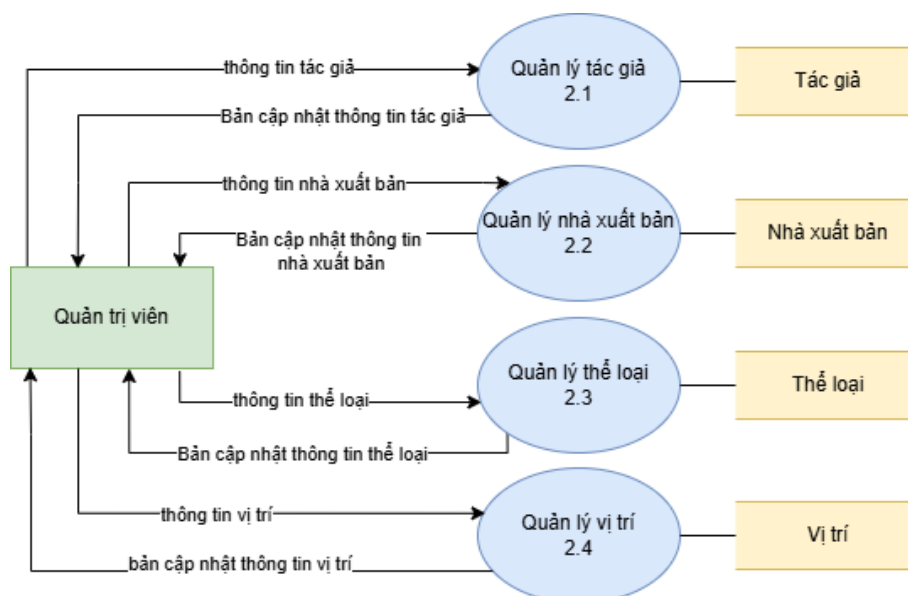 thông tin tác giả
Quản lý tác giả
2.1
Tác giả
Bản cập nhật thông tin tác giả
thông tin nhà xuất bản
Quản lý nhà xuất bản
2.2
Nhà xuất bản
Bản cập nhật thông tin
nhà xuất bản
Quản trị viên
Quản lý thể loại
2.3
Thể loại
thông tin thể loại
Bản cập nhật thông tin thể loại
thông tin vị trí
Quản lý vị trí
2.4
Vị trí
bản cập nhật thông tin vị trí